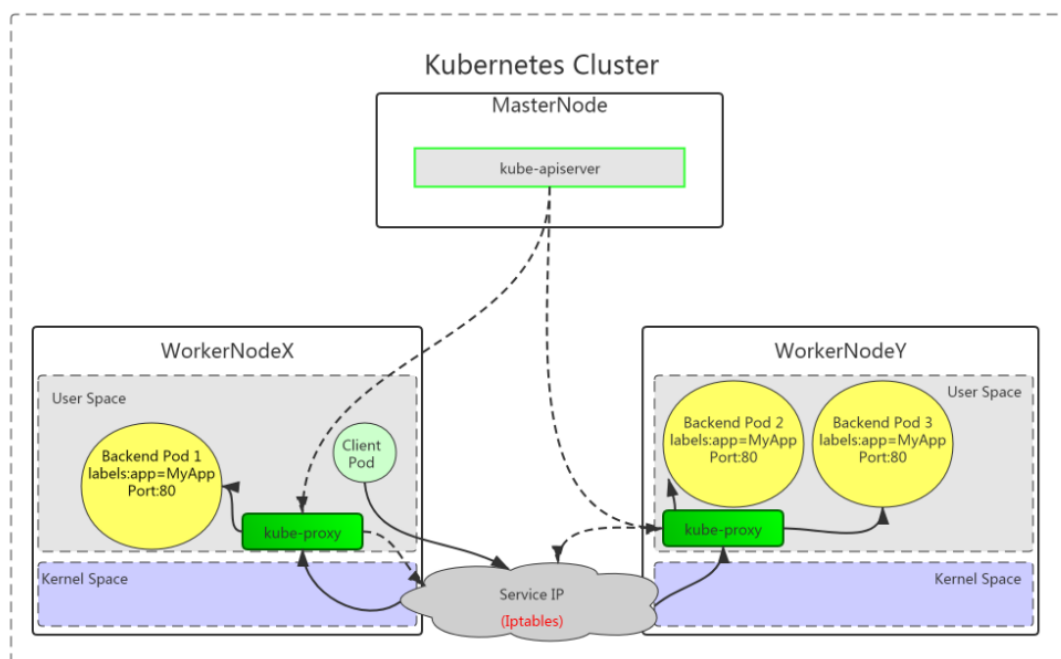 Kubernetes Cluster
MasterNode
kube-apiserver
WorkerNodeX
User Space
Backend Pod 1
labels:app=MyApp
Port:80
Client
Pod
kube-proxy
Kernel Space
WorkerNodeY
User Space
Backend Pod 2
labels:app=MyApp
Port:80
Backend Pod 3
labels:app=MyApp
Port:80
kube-proxy
Kernel Space
Service IP
(Iptables)